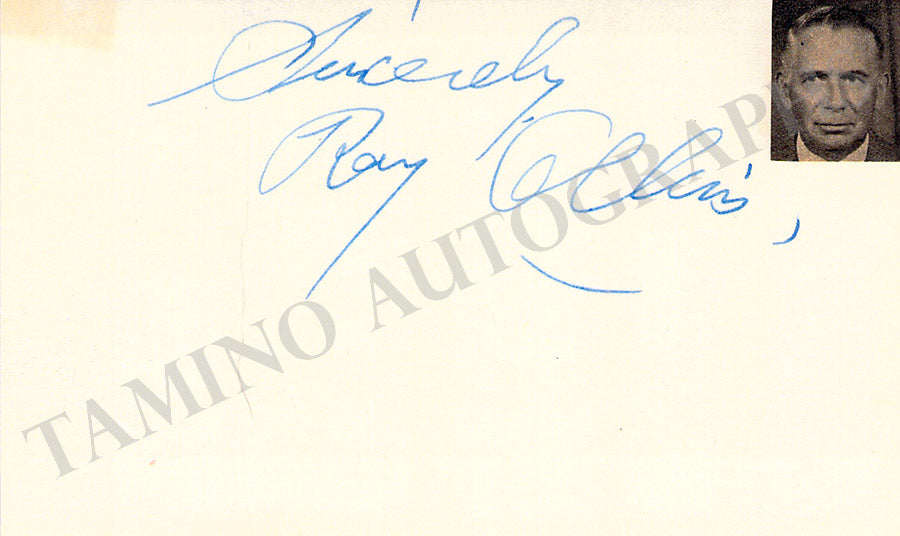 Sincerely
Ray Collins,
TAMINO AUTOGRAPHS